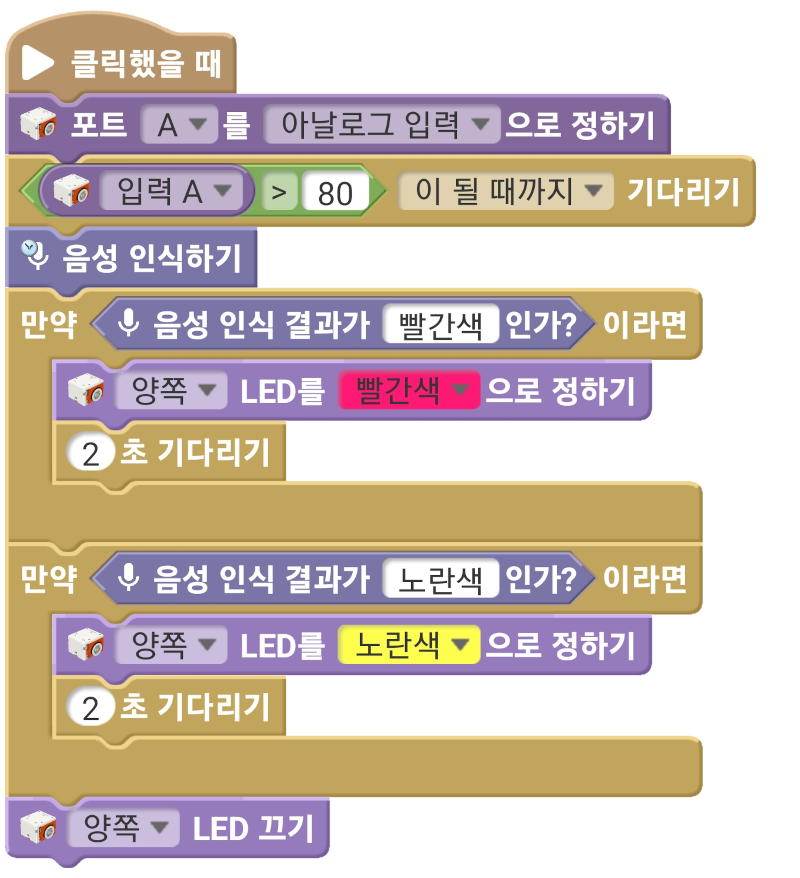 클릭했을 때
포트 A 를 아날로그 입력 으로 정하기
입력 A > 80 이 될 때까지 기다리기
음성 인식하기
만약 음성 인식 결과가 빨간색 인가? 이라면
양쪽 LED를 빨간색 으로 정하기
2 초 기다리기
만약 음성 인식 결과가 노란색 인가? 이라면
양쪽 LED를 노란색 으로 정하기
2 초 기다리기
양쪽 LED 끄기